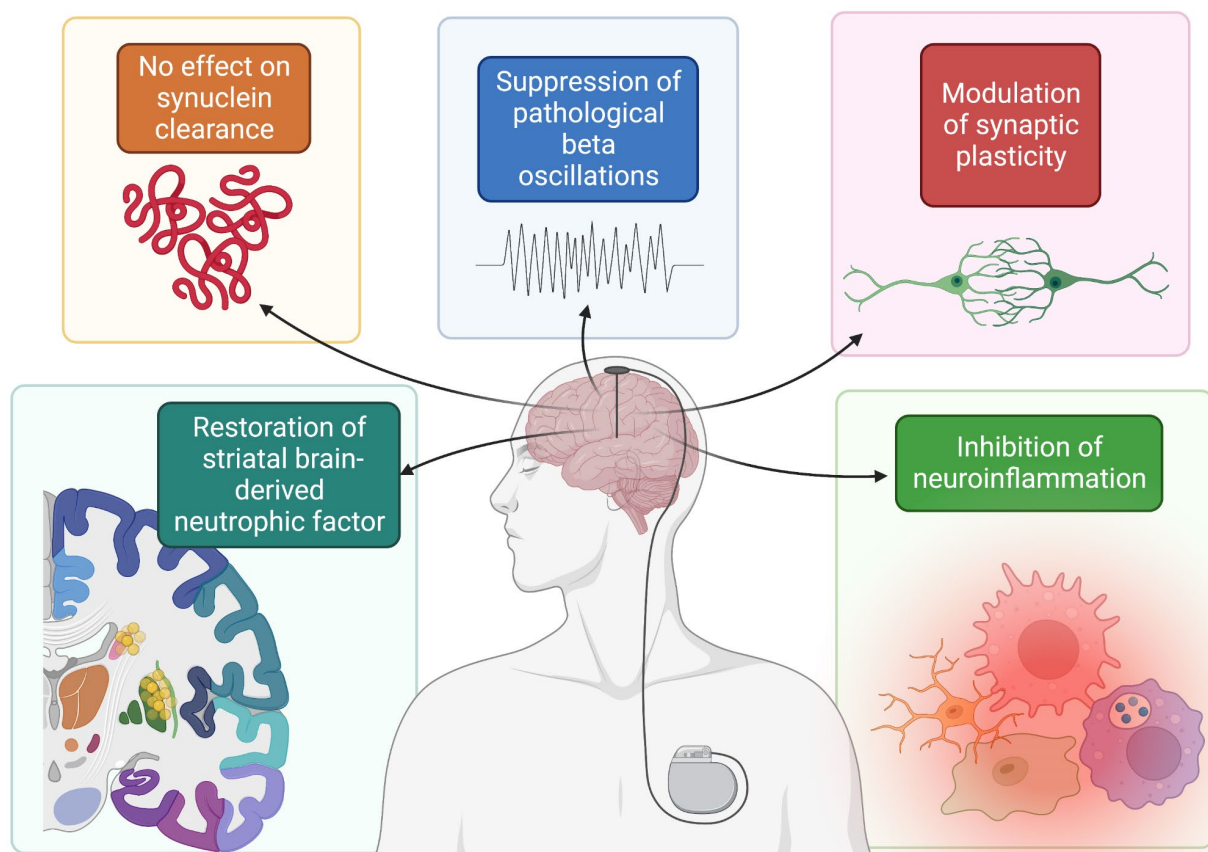 No effect on
synuclein
clearance
Suppression of
pathological
beta
oscillations
Modulation
of synaptic
plasticity
Restoration of
striatal brain-
derived
neutrophic factor
Inhibition of
neuroinflammation